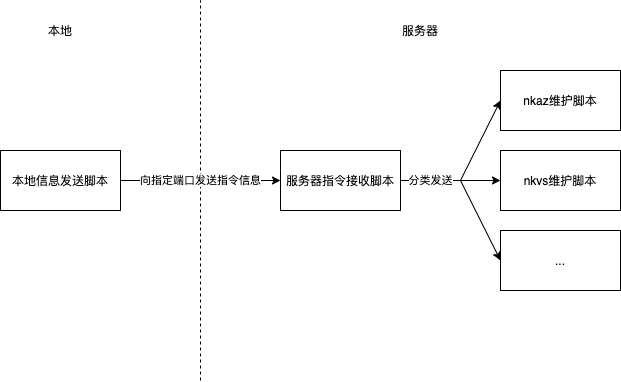 本地
服务器
本地信息发送脚本
向指定端口发送指令信息
服务器指令接收脚本
分类发送
nkaz维护脚本
nkvs维护脚本
...